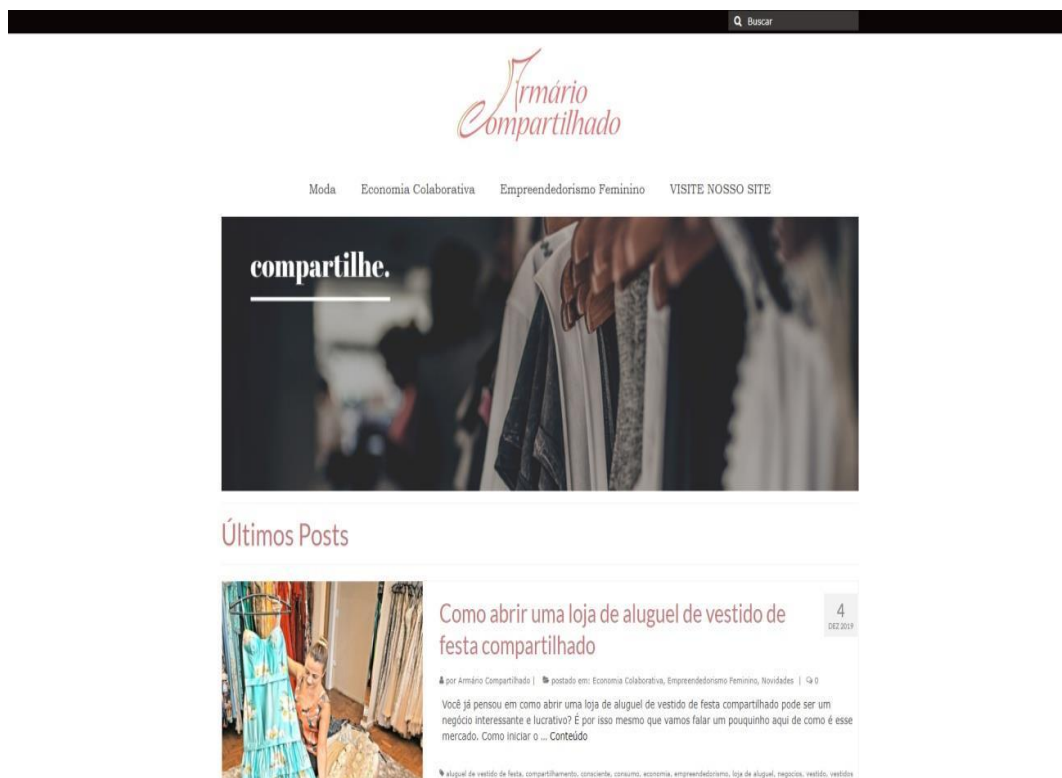 Buscar
Armário
Compartilhado
Moda Economia Colaborativa Empreendedorismo Feminino VISITE NOSSO SITE
compartilhe.
Últimos Posts
Como abrir uma loja de aluguel de vestido de
festa compartilhado
4
DEZ 2019
por Armário Compartilhado | postado em: Economia Colaborativa, Empreendedorismo Feminino, Novidades | 0
Você já pensou em como abrir uma loja de aluguel de vestido de festa compartilhado pode ser um
negócio interessante e lucrativo? É por isso mesmo que vamos falar um pouquinho aqui de como é esse
mercado. Como iniciar o ... Conteúdo
aluguel de vestido de festa, compartilhamento, consciente, consumo, economia, empreendedorismo, loja de aluguel, negocios, vestido, vestidos